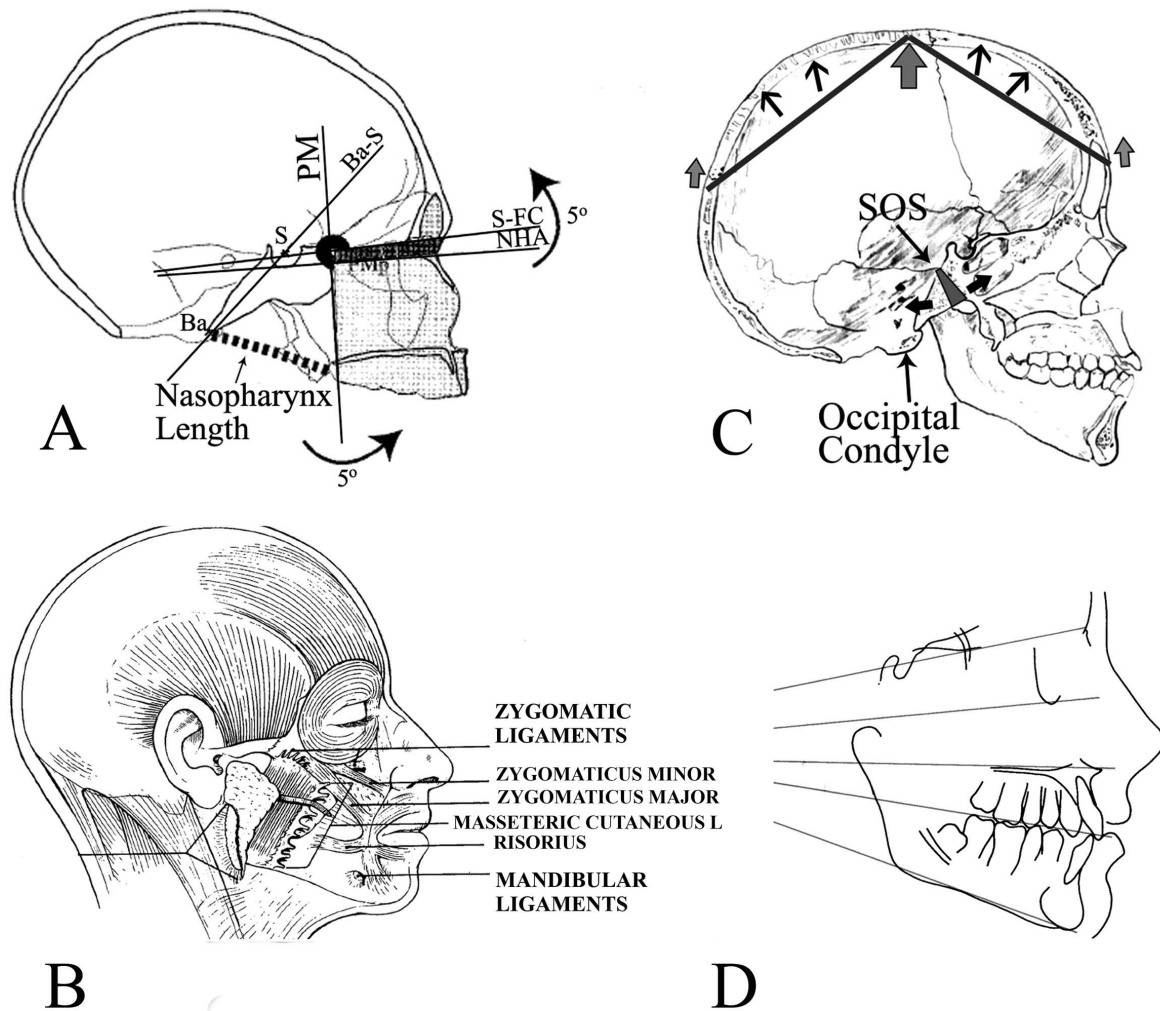 PM
Ba-S
S
S-FC
NHA
5º
Mp
Ba
Nasopharynx
Length
5º
A
SOS
Occipital
Condyle
C
ZYGOMATIC
LIGAMENTS
ZYGOMATICUS MINOR
ZYGOMATICUS MAJOR
MASSETERIC CUTANEOUS L
RISORIUS
MANDIBULAR
LIGAMENTS
B
D